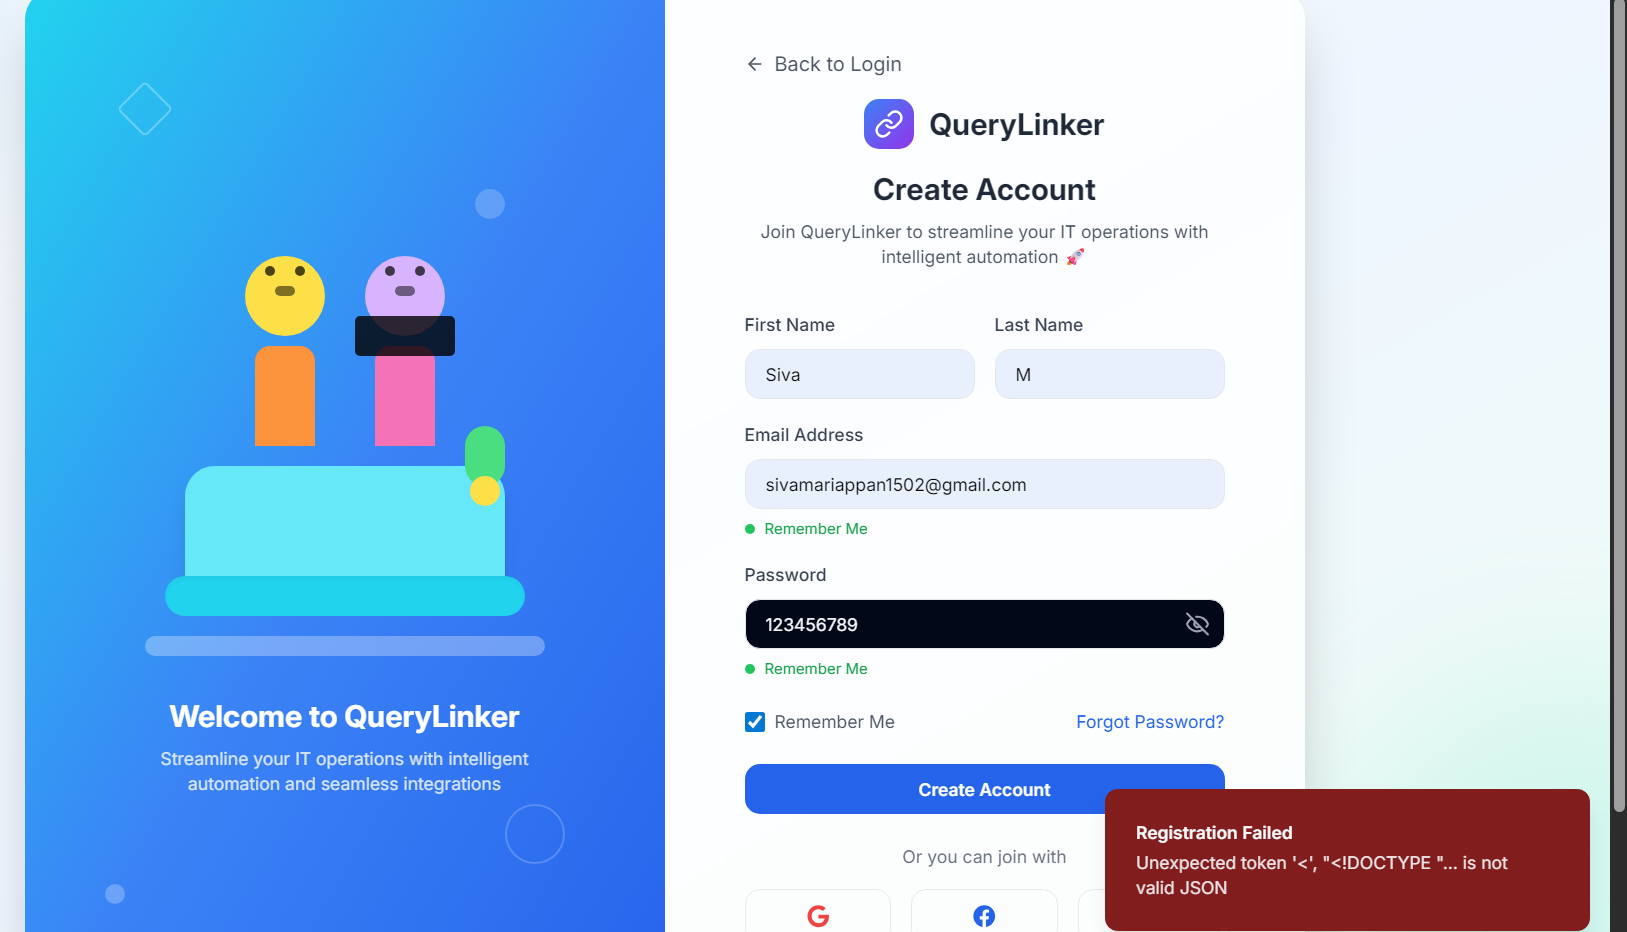 Back to Login
QueryLinker
Create Account
Join QueryLinker to streamline your IT operations with
intelligent automation 🚀
First Name
Last Name
Siva
M
Email Address
sivamariappan1502@gmail.com
Remember Me
Password
123456789
Remember Me
Remember Me
Forgot Password?
Create Account
Or you can join with
Welcome to QueryLinker
Streamline your IT operations with intelligent
automation and seamless integrations
Registration Failed
Unexpected token '<', "<!DOCTYPE "... is not
valid JSON